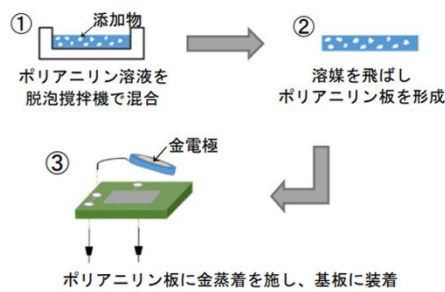 ① 添加物
ポリアニリン溶液を
脱泡撹拌機で混合
②
溶媒を飛ばし
ポリアニリン板を形成
③ 金電極
ポリアニリン板に金蒸着を施し、基板に装着